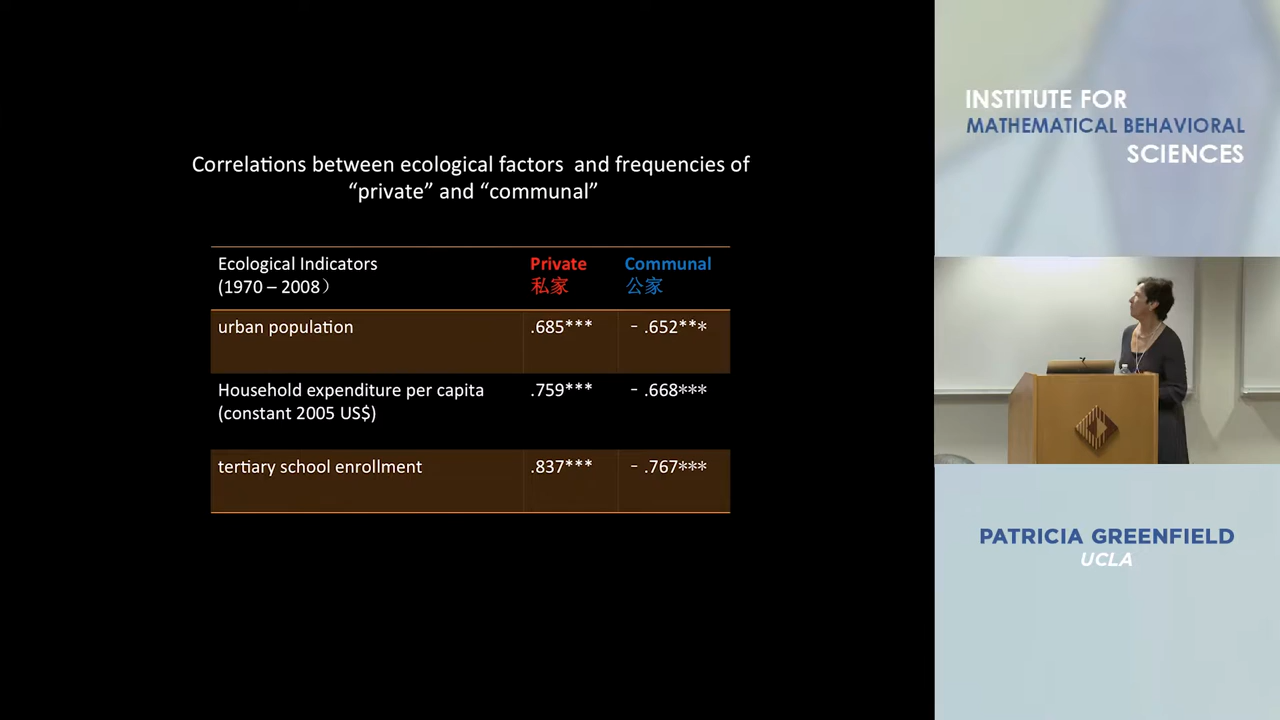 Correlations between ecological factors and frequencies of
“private” and “communal”
Ecological Indicators
(1970 – 2008）
Private
私家
Communal
公家
urban population
.685***
- .652***
Household expenditure per capita
(constant 2005 US$)
.759***
- .668***
tertiary school enrollment
.837***
- .767***
INSTITUTE FOR
MATHEMATICAL BEHAVIORAL
SCIENCES
PATRICIA GREENFIELD
UCLA